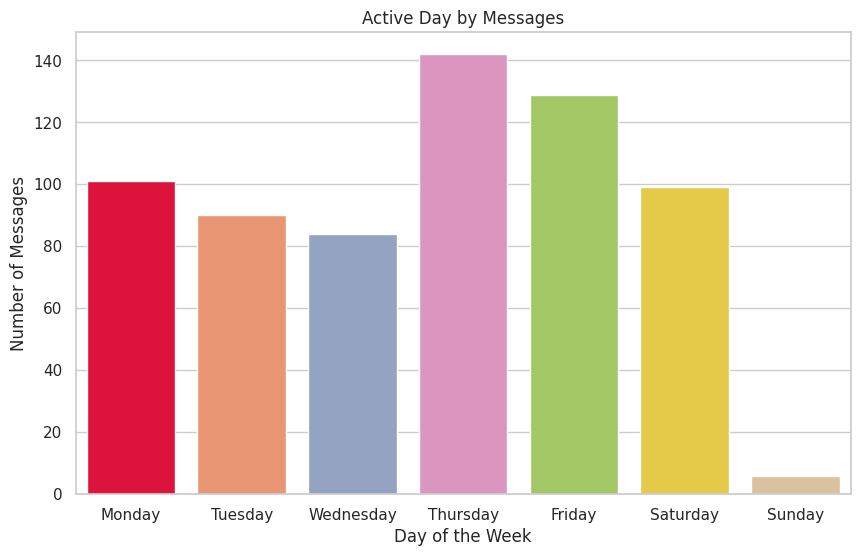 Active Day by Messages
Number of Messages
140
120
100
80
60
40
20
0
Monday Tuesday Wednesday Thursday Friday Saturday Sunday
Day of the Week